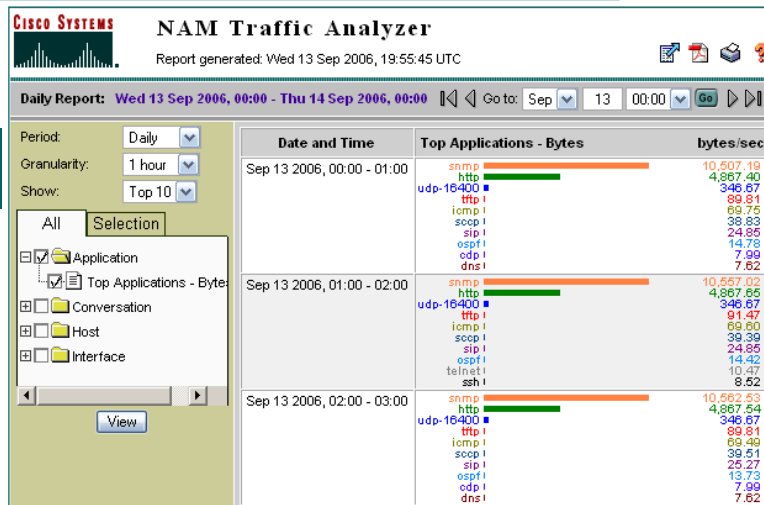 CISCO SYSTEMS
NAM Traffic Analyzer
Report generated: Wed 13 Sep 2006, 19:55:45 UTC
Daily Report: Wed 13 Sep 2006, 00:00 - Thu 14 Sep 2006, 00:00 Go to: Sep 13 00:00 Go
Period: Daily
Granularity: 1 hour
Show: Top 10
All Selection
Application
Top Applications - Byte
Conversation
Host
Interface
View
Date and Time Top Applications - Bytes bytes/sec
Sep 13 2006, 00:00 - 01:00
snmp 10,507.19
http 4,867.40
udp-16400 346.67
tftp 89.81
icmp 69.75
sccp 38.83
sip 24.85
ospf 14.78
cdp 7.99
dns 7.62
Sep 13 2006, 01:00 - 02:00
snmp 10,557.02
http 4,867.65
udp-16400 346.67
tftp 91.47
icmp 69.60
sccp 39.39
sip 24.85
ospf 14.42
telnet 10.47
ssh 8.52
Sep 13 2006, 02:00 - 03:00
snmp 10,562.53
http 4,867.54
udp-16400 346.67
tftp 89.81
icmp 69.49
sccp 39.51
sip 25.27
ospf 13.73
cdp 7.99
dns 7.62